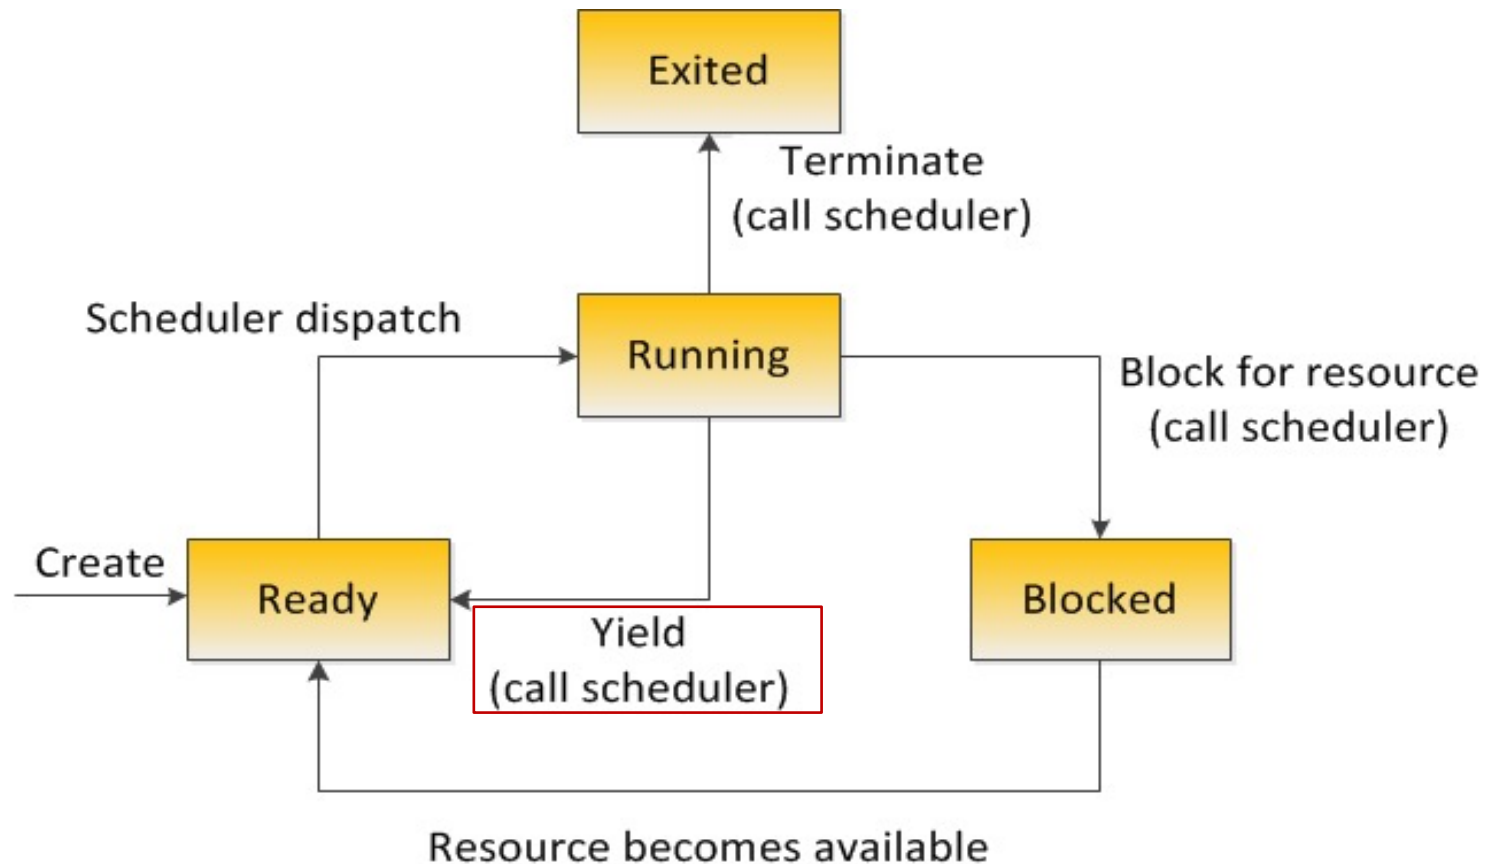 Exited
Terminate
(call scheduler)
Scheduler dispatch
Running
Block for resource
(call scheduler)
Create
Ready
Yield
(call scheduler)
Blocked
Resource becomes available